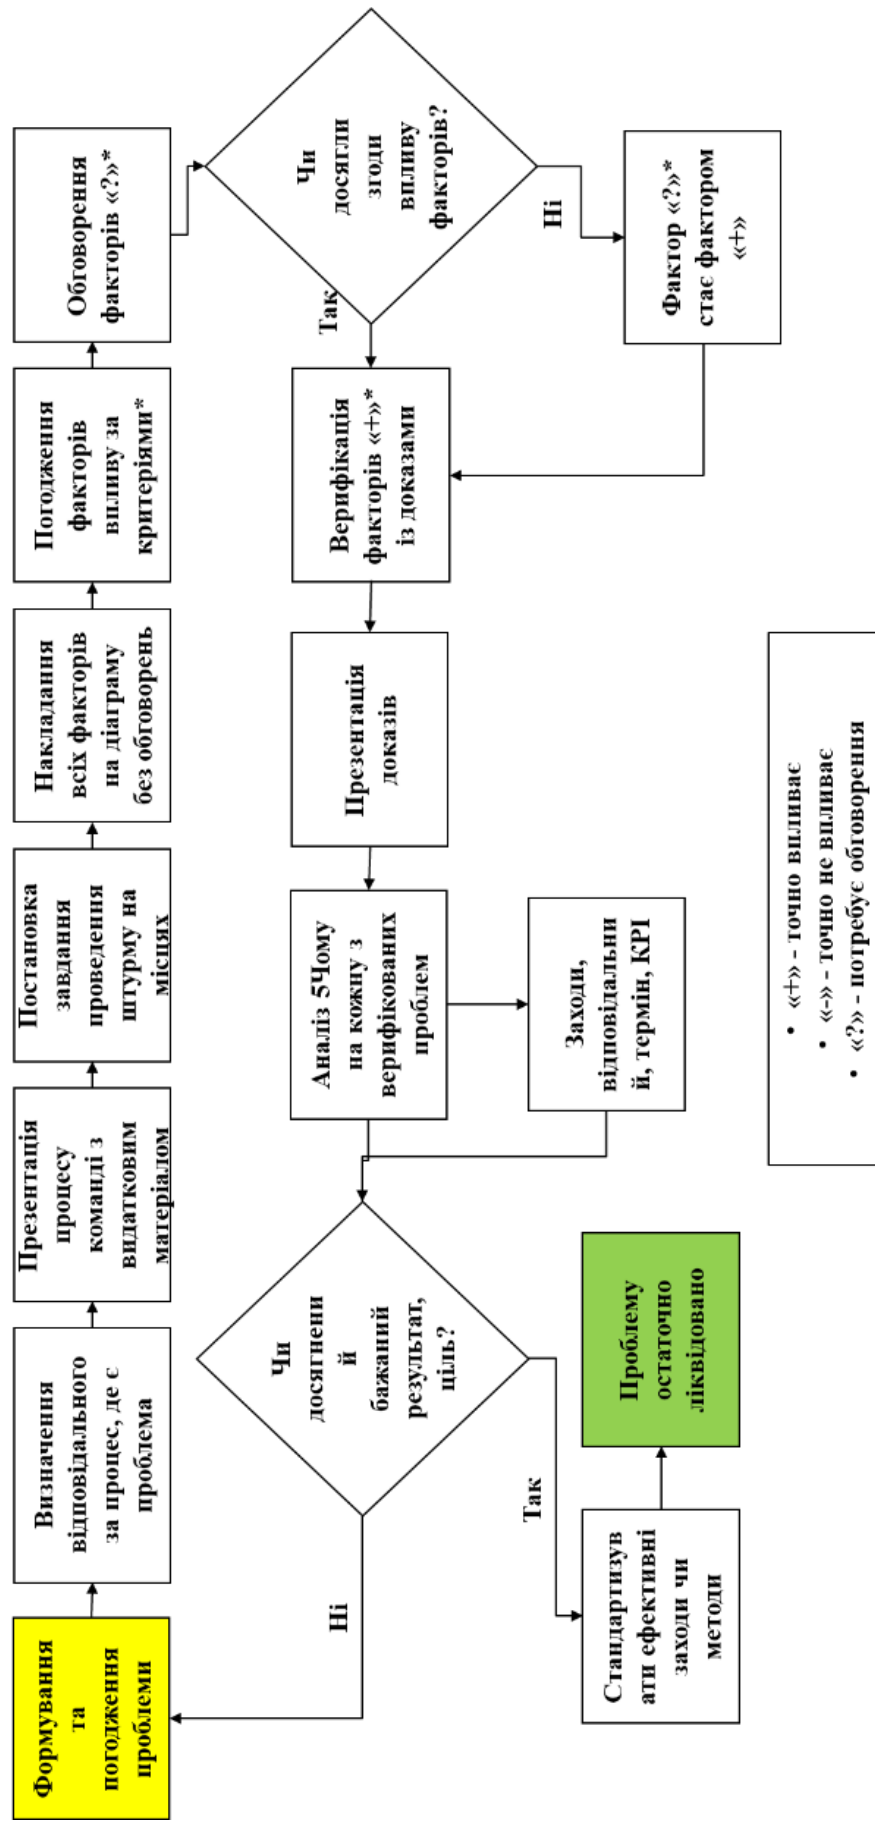 Формування
та
погодження
проблеми
Визначення
відповідального
за процес, де є
проблема
Презентація
процесу
команді з
видатковим
матеріалом
Постановка
завдання
проведення
штурму на
місцях
Накладання
всіх факторів
на діаграму
без обговорень
Погодження
факторів
впливу за
критеріями*
Обговорення
факторів «?»*
Чи
досягли
згоди
впливу
факторів?
Так
Ні
Фактор «?»*
стає фактором
«+»
Верифікація
факторів «+»*
із доказами
Презентація
доказів
Аналіз 5Чому
на кожну з
верифікованих
проблем
Заходи,
відповідальни
й, термін, КРІ
Чи
досягнени
й
бажаний
результат,
ціль?
Ні
Так
Стандартизув
ати ефективні
заходи чи
методи
Проблему
остаточно
ліквідовано
• «+» - точно впливає
• «-» - точно не впливає
• «?» - потребує обговорення